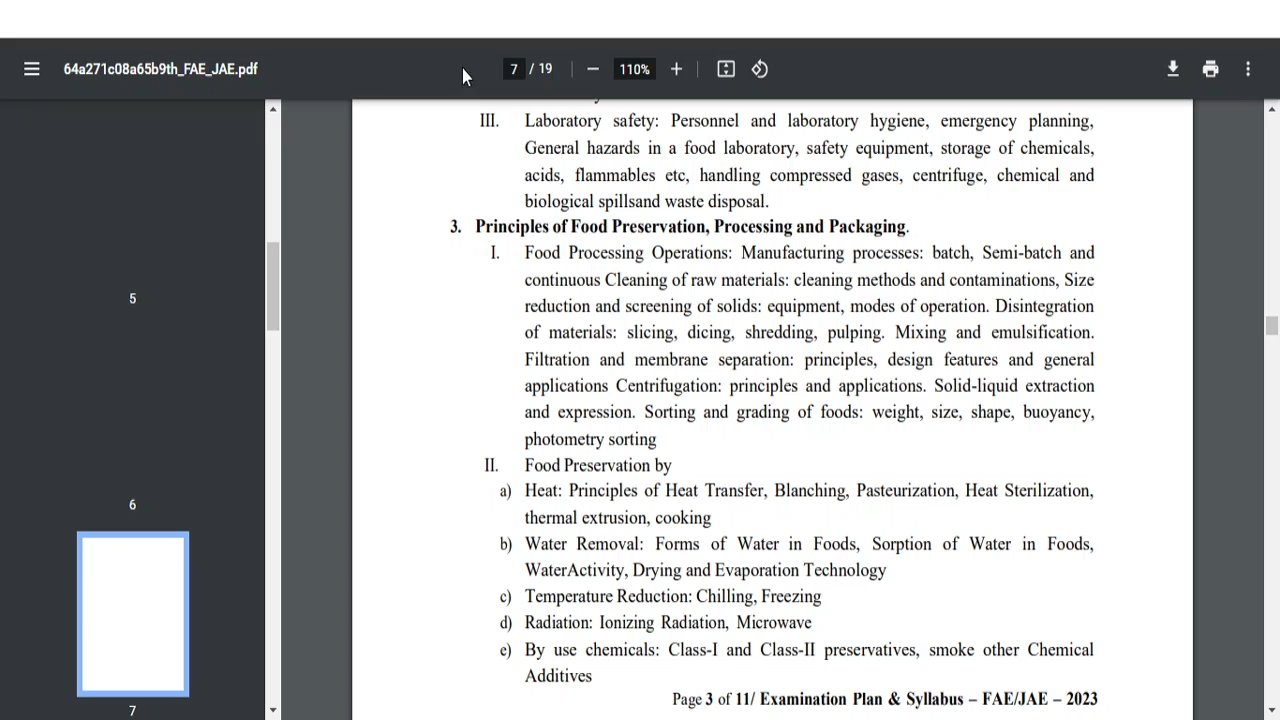 64a271c08a65b9th_FAE_JAE.pdf
7 / 19
110%
III. Laboratory safety: Personnel and laboratory hygiene, emergency planning,
General hazards in a food laboratory, safety equipment, storage of chemicals,
acids, flammables etc, handling compressed gases, centrifuge, chemical and
biological spillsand waste disposal.
3. Principles of Food Preservation, Processing and Packaging.
I. Food Processing Operations: Manufacturing processes: batch, Semi-batch and
continuous Cleaning of raw materials: cleaning methods and contaminations, Size
reduction and screening of solids: equipment, modes of operation. Disintegration
of materials: slicing, dicing, shredding, pulping. Mixing and emulsification.
Filtration and membrane separation: principles, design features and general
applications Centrifugation: principles and applications. Solid-liquid extraction
and expression. Sorting and grading of foods: weight, size, shape, buoyancy,
photometry sorting
II. Food Preservation by
a) Heat: Principles of Heat Transfer, Blanching, Pasteurization, Heat Sterilization,
thermal extrusion, cooking
b) Water Removal: Forms of Water in Foods, Sorption of Water in Foods,
WaterActivity, Drying and Evaporation Technology
c) Temperature Reduction: Chilling, Freezing
d) Radiation: Ionizing Radiation, Microwave
e) By use chemicals: Class-I and Class-II preservatives, smoke other Chemical
Additives
Page 3 of 11/ Examination Plan & Syllabus – FAE/JAE – 2023
5
6
7